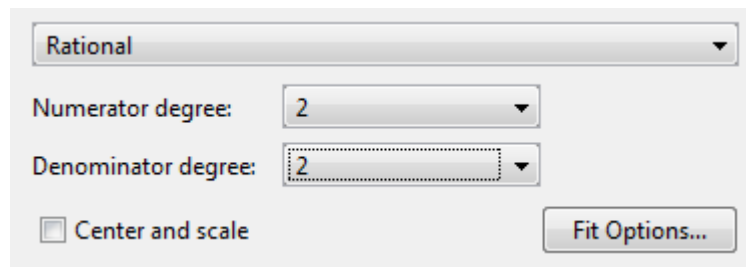 Rational
Numerator degree: 2
Denominator degree: 2
Center and scale Fit Options...